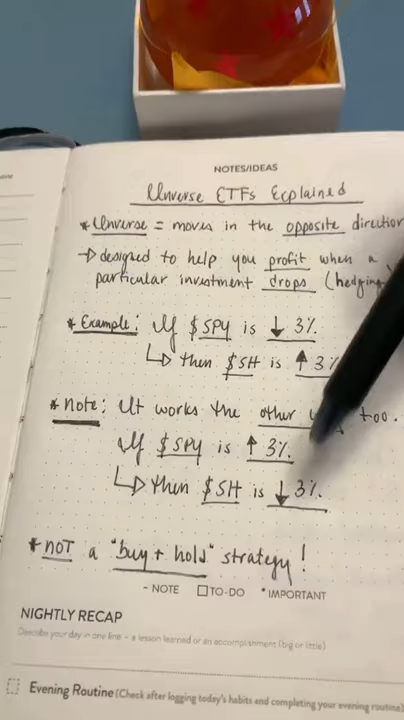 NOTES/IDEAS
Inverse ETFs Explained
* Inverse = moves in the opposite direction
→ designed to help you profit when a
particular investment drops (hedging)
* Example: If $SPY is ↓ 3%
↳ then $SH is ↑ 3%
* Note: It works the other too.
If $SPY is ↑ 3%.
↳ then $SH is ↓ 3%.
* NOT a "buy + hold" strategy!
- NOTE □ TO-DO * IMPORTANT
NIGHTLY RECAP
Describe your day in one line – a lesson learned or an accomplishment (big or little)
Evening Routine (Check after logging today's habits and completing your evening routine)